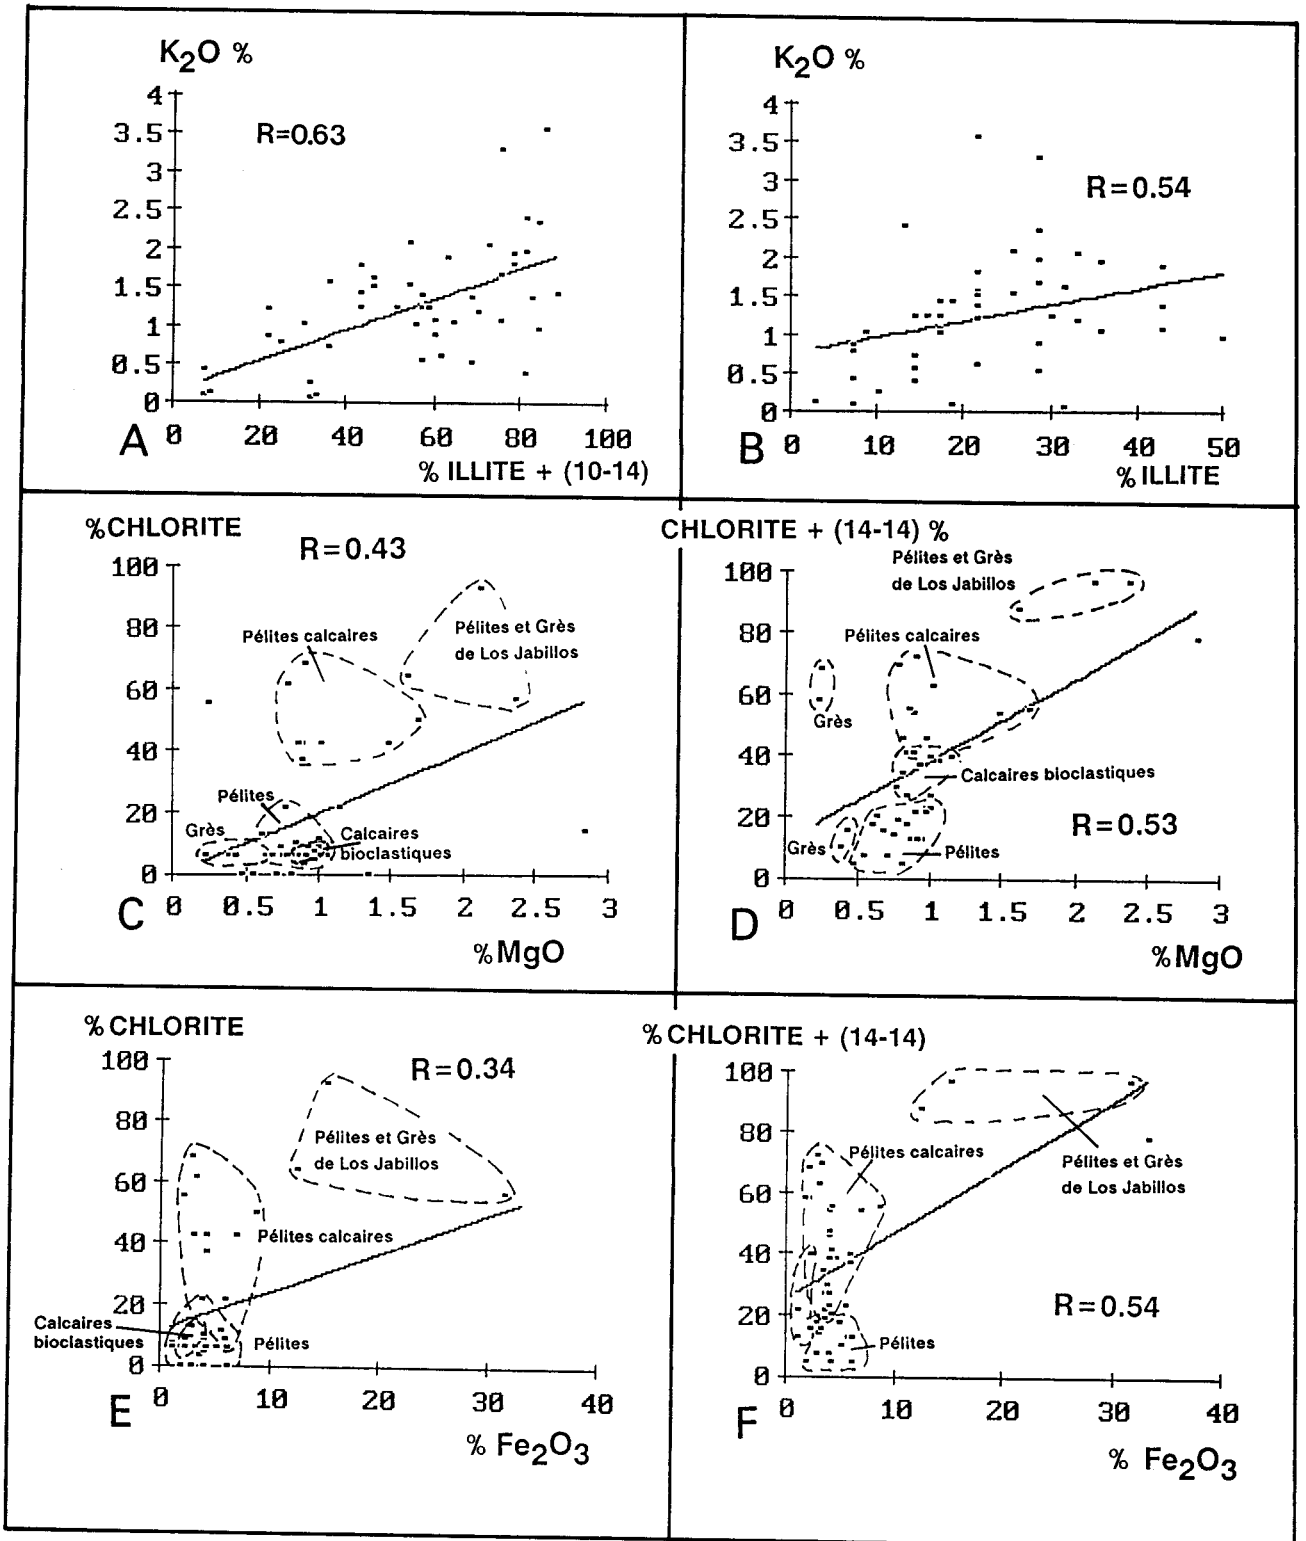 K2O %
4
3.5
3
2.5
2
1.5
1
0.5
0
R=0.63
0 20 40 60 80 100
A
% ILLITE + (10-14)
K2O %
4
3.5
3
2.5
2
1.5
1
0.5
0
R=0.54
0 10 20 30 40 50
B
% ILLITE
%CHLORITE
R=0.43
100
80
60
40
20
0
Pélites calcaires
Pélites et Grès
de Los Jabillos
Pélites
Grès
Calcaires
bioclastiques
0 0.5 1 1.5 2 2.5 3
C
%MgO
CHLORITE + (14-14) %
Pélites et Grès
de Los Jabillos
100
80
60
40
20
0
Pélites calcaires
Grès
Calcaires bioclastiques
R=0.53
Grès
Pélites
0 0.5 1 1.5 2 2.5 3
D
%MgO
% CHLORITE
100
80
60
40
20
0
R=0.34
Pélites et Grès
de Los Jabillos
Pélites calcaires
Calcaires
bioclastiques
Pélites
0 10 20 30 40
E
% Fe2O3
% CHLORITE + (14-14)
100
80
60
40
20
0
Pélites calcaires
Pélites et Grès
de Los Jabillos
R=0.54
Pélites
0 10 20 30 40
F
% Fe2O3